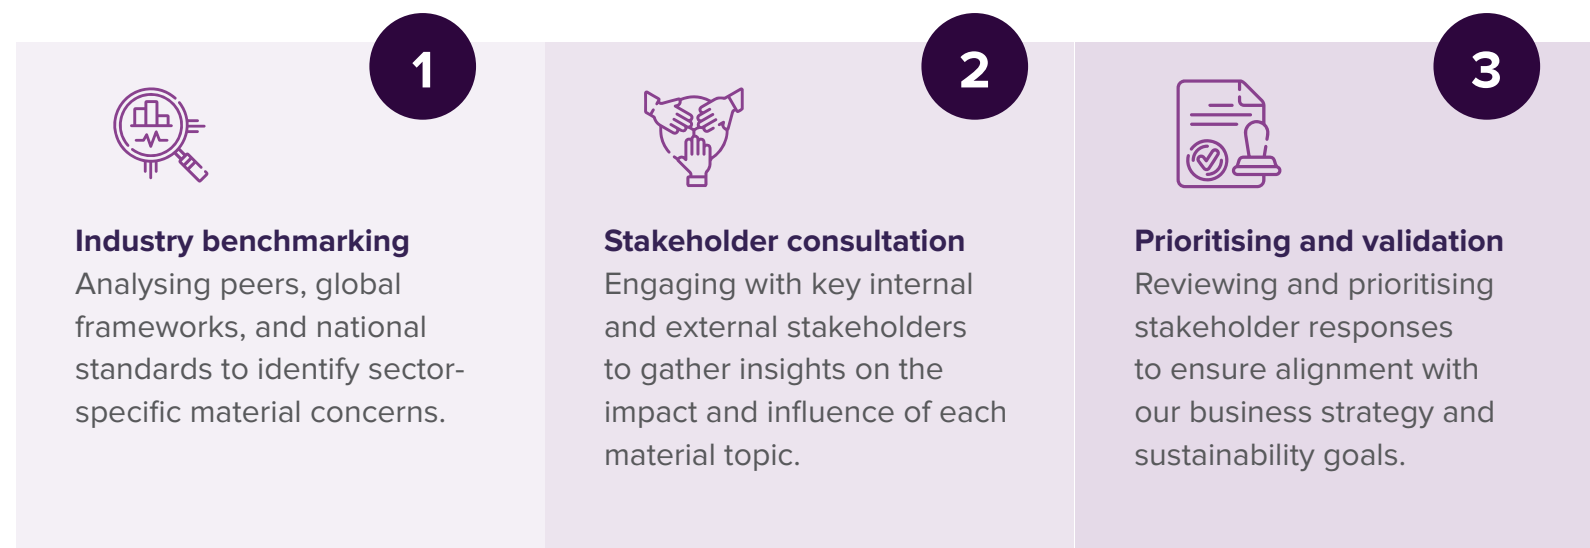 1
Industry benchmarking
Analysing peers, global
frameworks, and national
standards to identify sector-
specific material concerns.
2
Stakeholder consultation
Engaging with key internal
and external stakeholders
to gather insights on the
impact and influence of each
material topic.
3
Prioritising and validation
Reviewing and prioritising
stakeholder responses
to ensure alignment with
our business strategy and
sustainability goals.